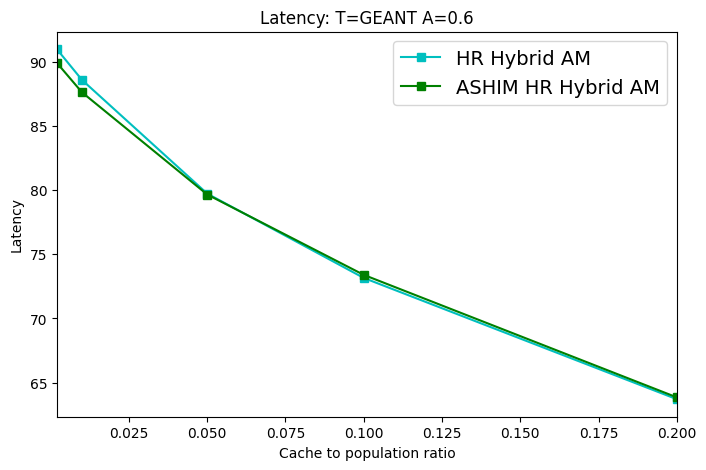 Latency: T=GEANT A=0.6
HR Hybrid AM
ASHIM HR Hybrid AM
Latency
90
85
80
75
70
65
0.025 0.050 0.075 0.100 0.125 0.150 0.175 0.200
Cache to population ratio